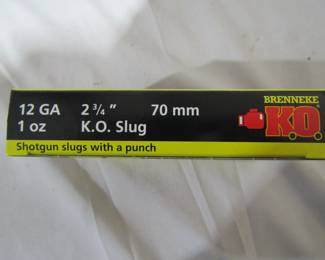 12 GA 2 3/4" 70 mm
1 oz K.O. Slug
Shotgun slugs with a punch
BRENNEKE
K.O.